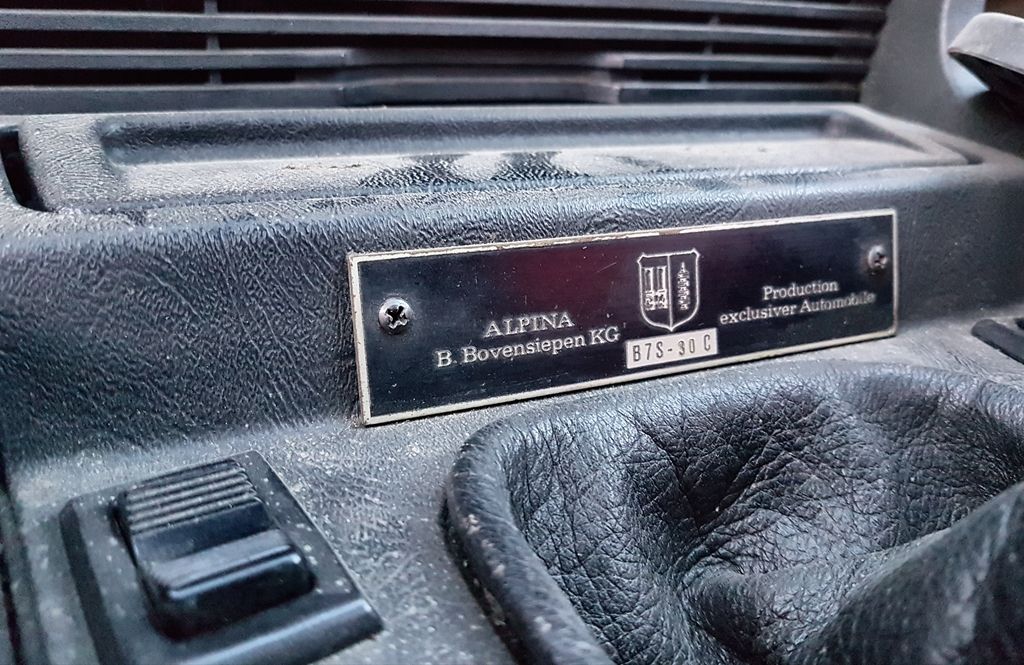 ALPINA
B. Bovensiepen KG
Production
exclusiver Automobile
B7S-30 C